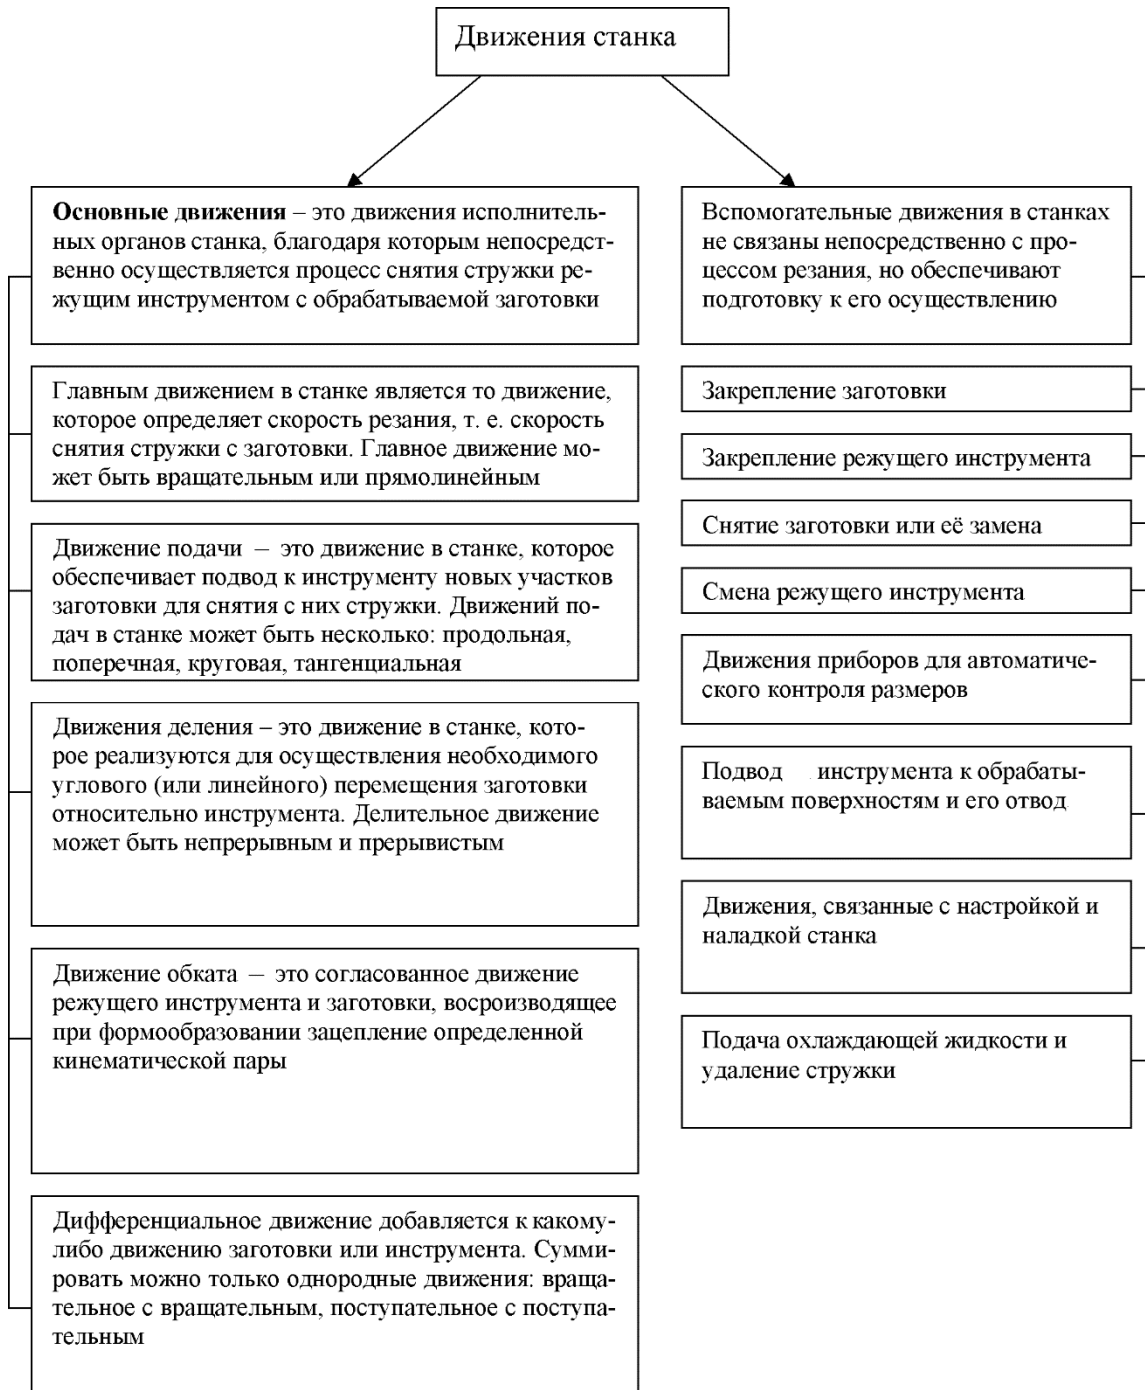 Движения станка
Основные движения – это движения исполнитель-
ных органов станка, благодаря которым непосредст-
венно осуществляется процесс снятия стружки ре-
жущим инструментом с обрабатываемой заготовки
Главным движением в станке является то движение,
которое определяет скорость резания, т. е. скорость
снятия стружки с заготовки. Главное движение мо-
жет быть вращательным или прямолинейным
Движение подачи – это движение в станке, которое
обеспечивает подвод к инструменту новых участков
заготовки для снятия с них стружки. Движений по-
дач в станке может быть несколько: продольная,
поперечная, круговая, тангенциальная
Движения деления – это движение в станке, кото-
рое реализуются для осуществления необходимого
углового (или линейного) перемещения заготовки
относительно инструмента. Делительное движение
может быть непрерывным и прерывистым
Движение обката – это согласованное движение
режущего инструмента и заготовки, восроизводящее
при формообразовании зацепление определенной
кинематической пары
Дифференциальное движение добавляется к какому-
либо движению заготовки или инструмента. Сумми-
ровать можно только однородные движения: враща-
тельное с вращательным, поступательное с поступа-
тельным
Вспомогательные движения в станках
не связаны непосредственно с про-
цессом резания, но обеспечивают
подготовку к его осуществлению
Закрепление заготовки
Закрепление режущего инструмента
Снятие заготовки или её замена
Смена режущего инструмента
Движения приборов для автоматиче-
ского контроля размеров
Подвод инструмента к обрабаты-
ваемым поверхностям и его отвод
Движения, связанные с настройкой и
наладкой станка
Подача охлаждающей жидкости и
удаление стружки